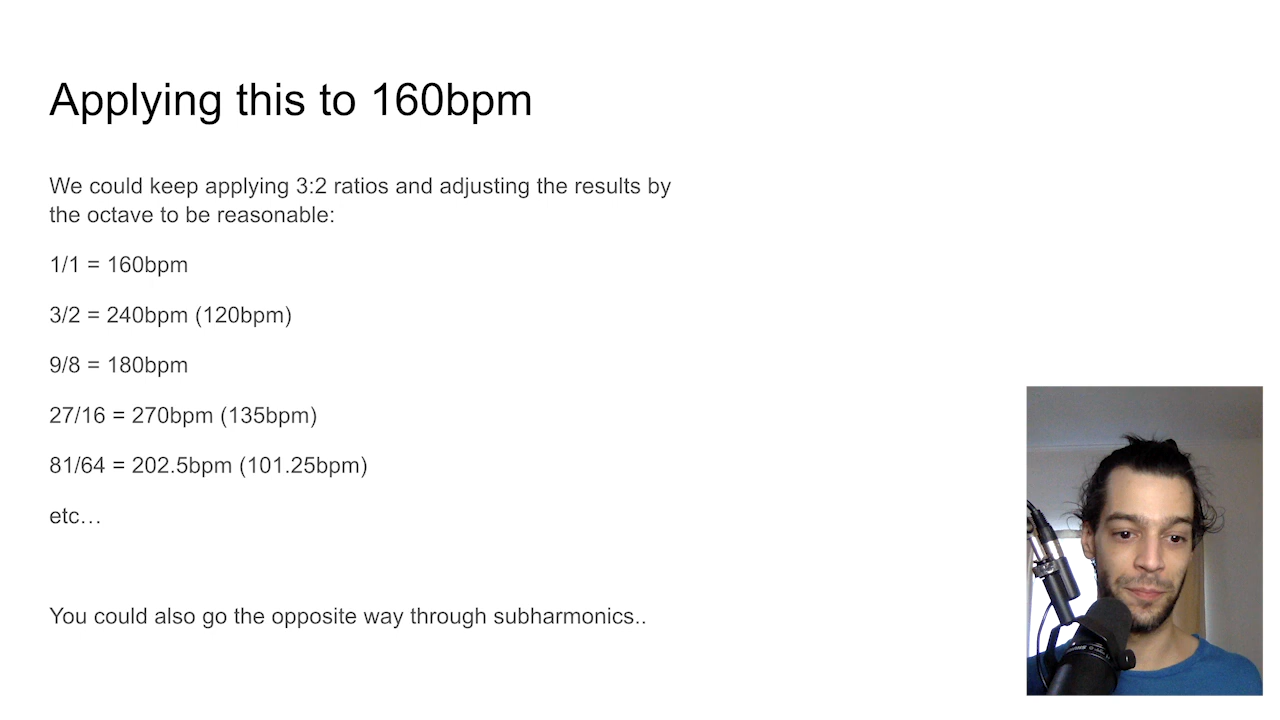 Applying this to 160bpm
We could keep applying 3:2 ratios and adjusting the results by
the octave to be reasonable:
1/1 = 160bpm
3/2 = 240bpm (120bpm)
9/8 = 180bpm
27/16 = 270bpm (135bpm)
81/64 = 202.5bpm (101.25bpm)
etc…
You could also go the opposite way through subharmonics..